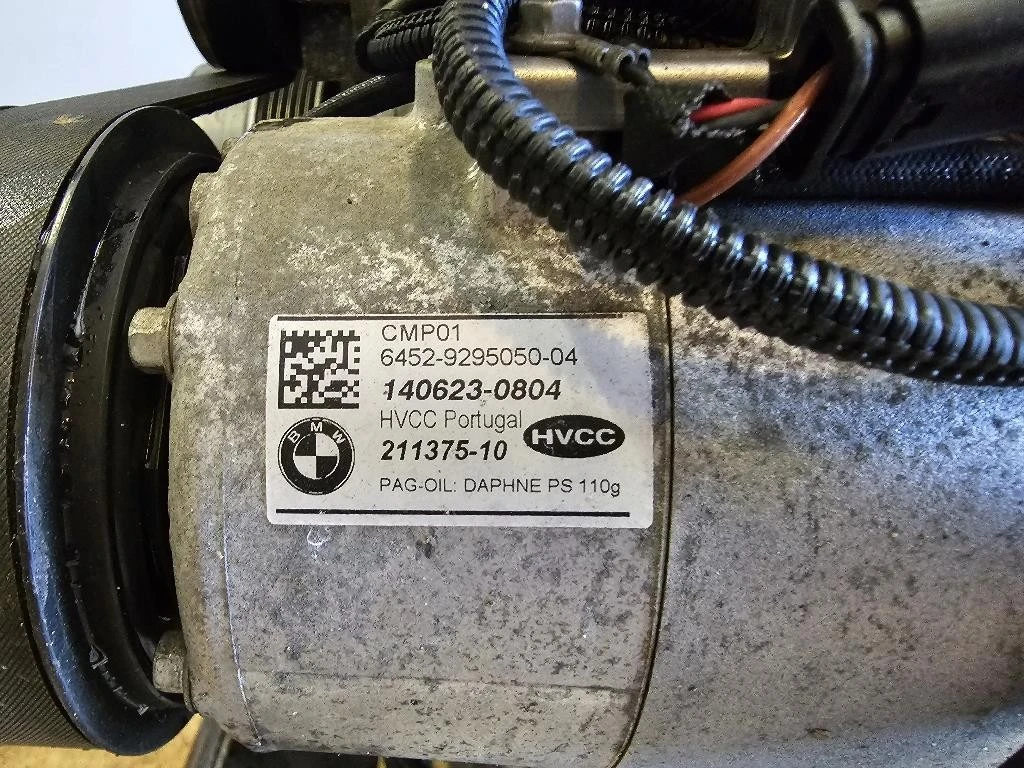 CMP01
6452-9295050-04
140623-0804
HVCC Portugal
HVCC
211375-10
BMW
PAG-OIL: DAPHNE PS 110g